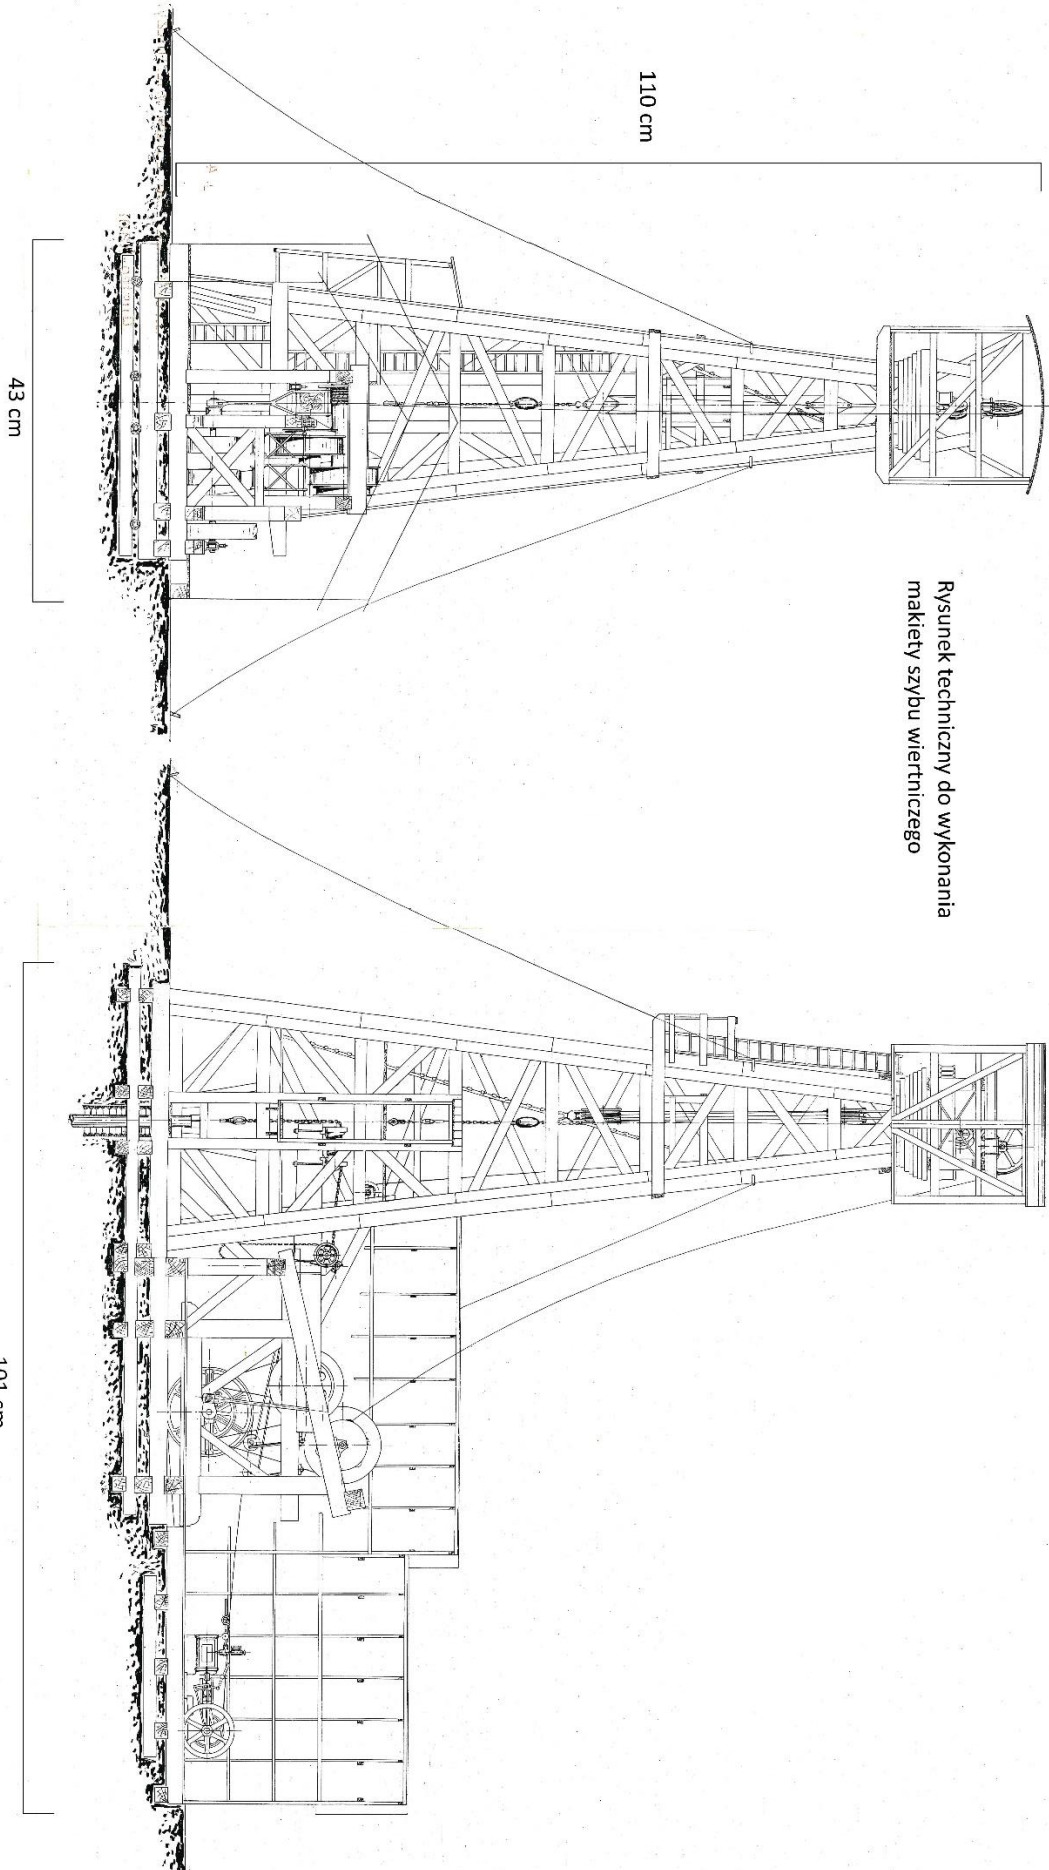 Rysunek techniczny do wykonania
makiety szybu wiertniczego
110 cm
43 cm
101 cm